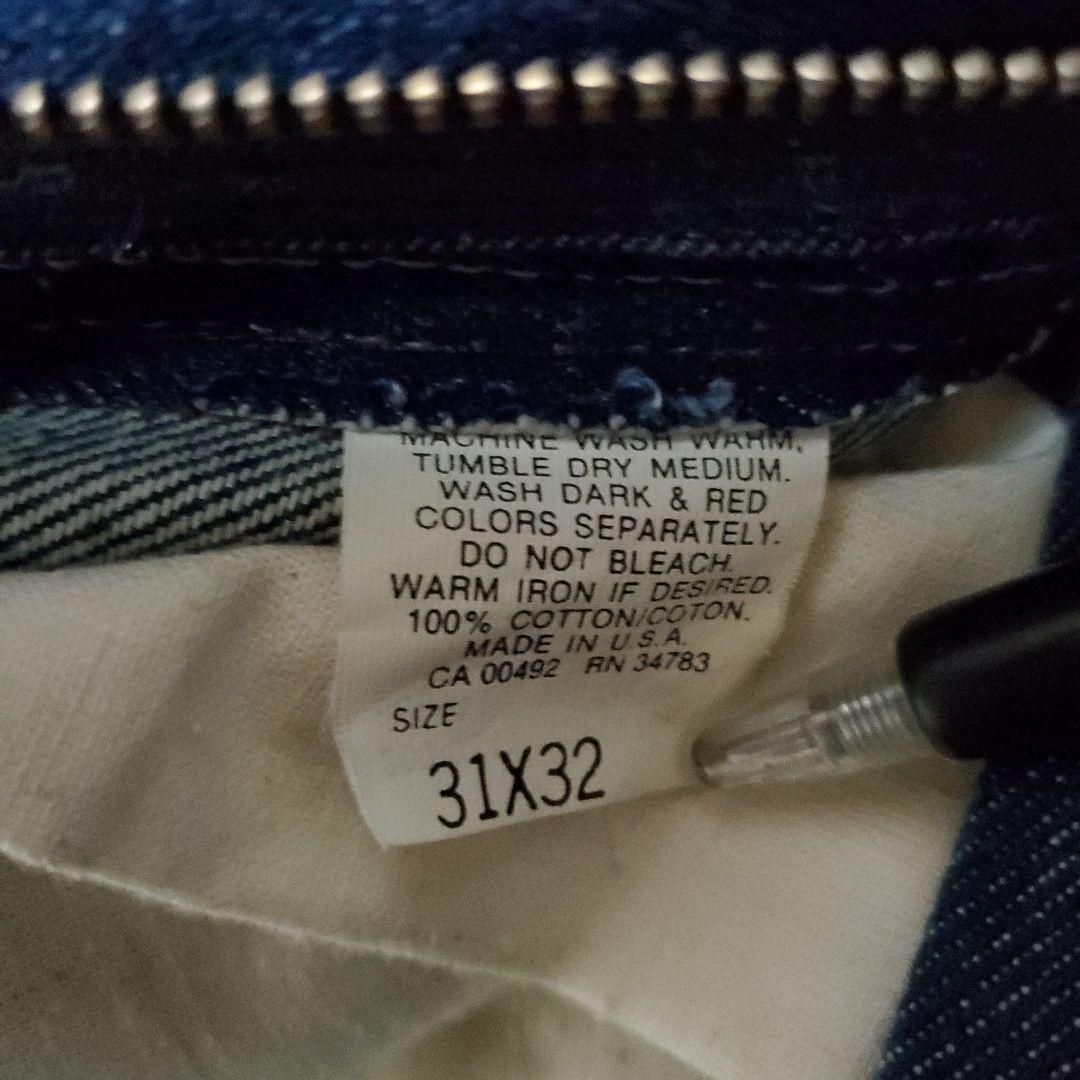 MACHINE WASH WARM,
TUMBLE DRY MEDIUM.
WASH DARK & RED
COLORS SEPARATELY.
DO NOT BLEACH.
WARM IRON IF DESIRED.
100% COTTON/COTON.
MADE IN U.S.A.
CA 00492 RN 34783
SIZE
31X32